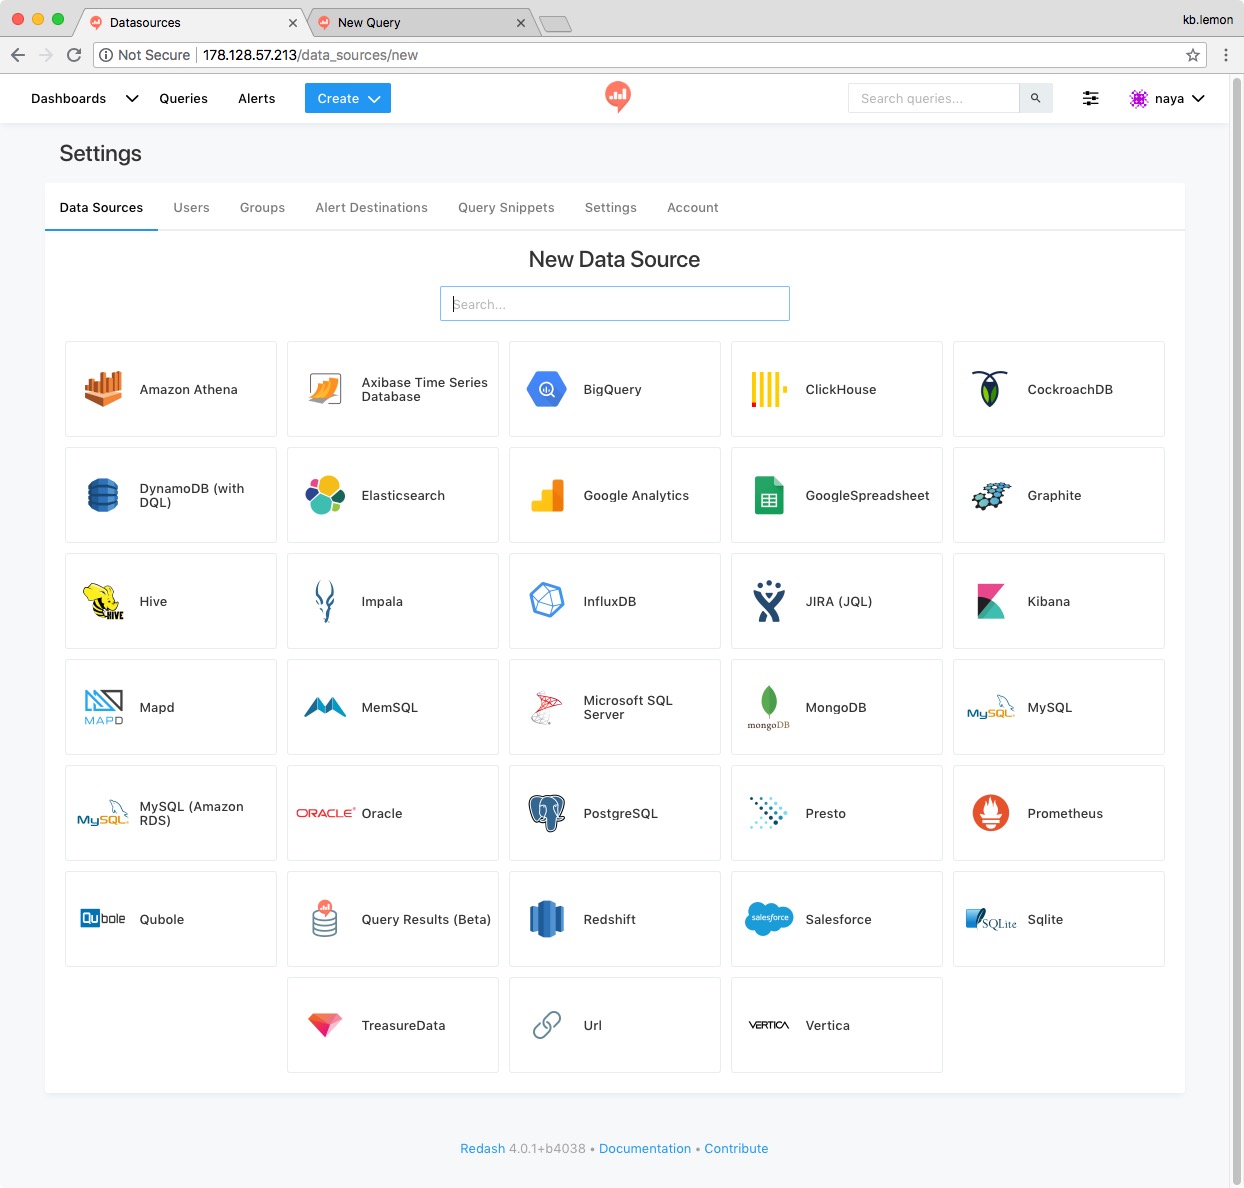 Datasources
New Query
kb.lemon
Not Secure
178.128.57.213/data_sources/new
Dashboards
Queries
Alerts
Create
Search queries...
naya
Settings
Data Sources
Users
Groups
Alert Destinations
Query Snippets
Settings
Account
New Data Source
Search...
Amazon Athena
Axibase Time Series
Database
BigQuery
ClickHouse
CockroachDB
DynamoDB (with
DQL)
Elasticsearch
Google Analytics
GoogleSpreadsheet
Graphite
HIVE
Hive
Impala
InfluxDB
JIRA (JQL)
Kibana
MAPD
Mapd
MemSQL
Microsoft SQL
Server
mongoDB
MongoDB
MySQL
MySQL
MySQL
MySQL (Amazon
RDS)
ORACLE
Oracle
PostgreSQL
Presto
Prometheus
Qubole
Qubole
Query Results (Beta)
Redshift
salesforce
Salesforce
SQLite
Sqlite
TreasureData
Url
VERTICA
Vertica
Redash 4.0.1+b4038 • Documentation • Contribute